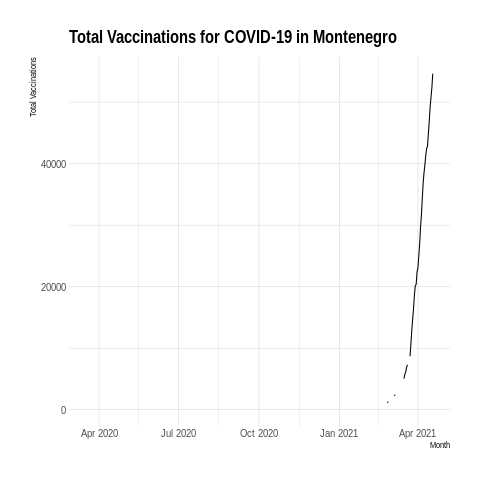 Total Vaccinations for COVID-19 in Montenegro
Total Vaccinations
40000
20000
0
Apr 2020 Jul 2020 Oct 2020 Jan 2021 Apr 2021
Month